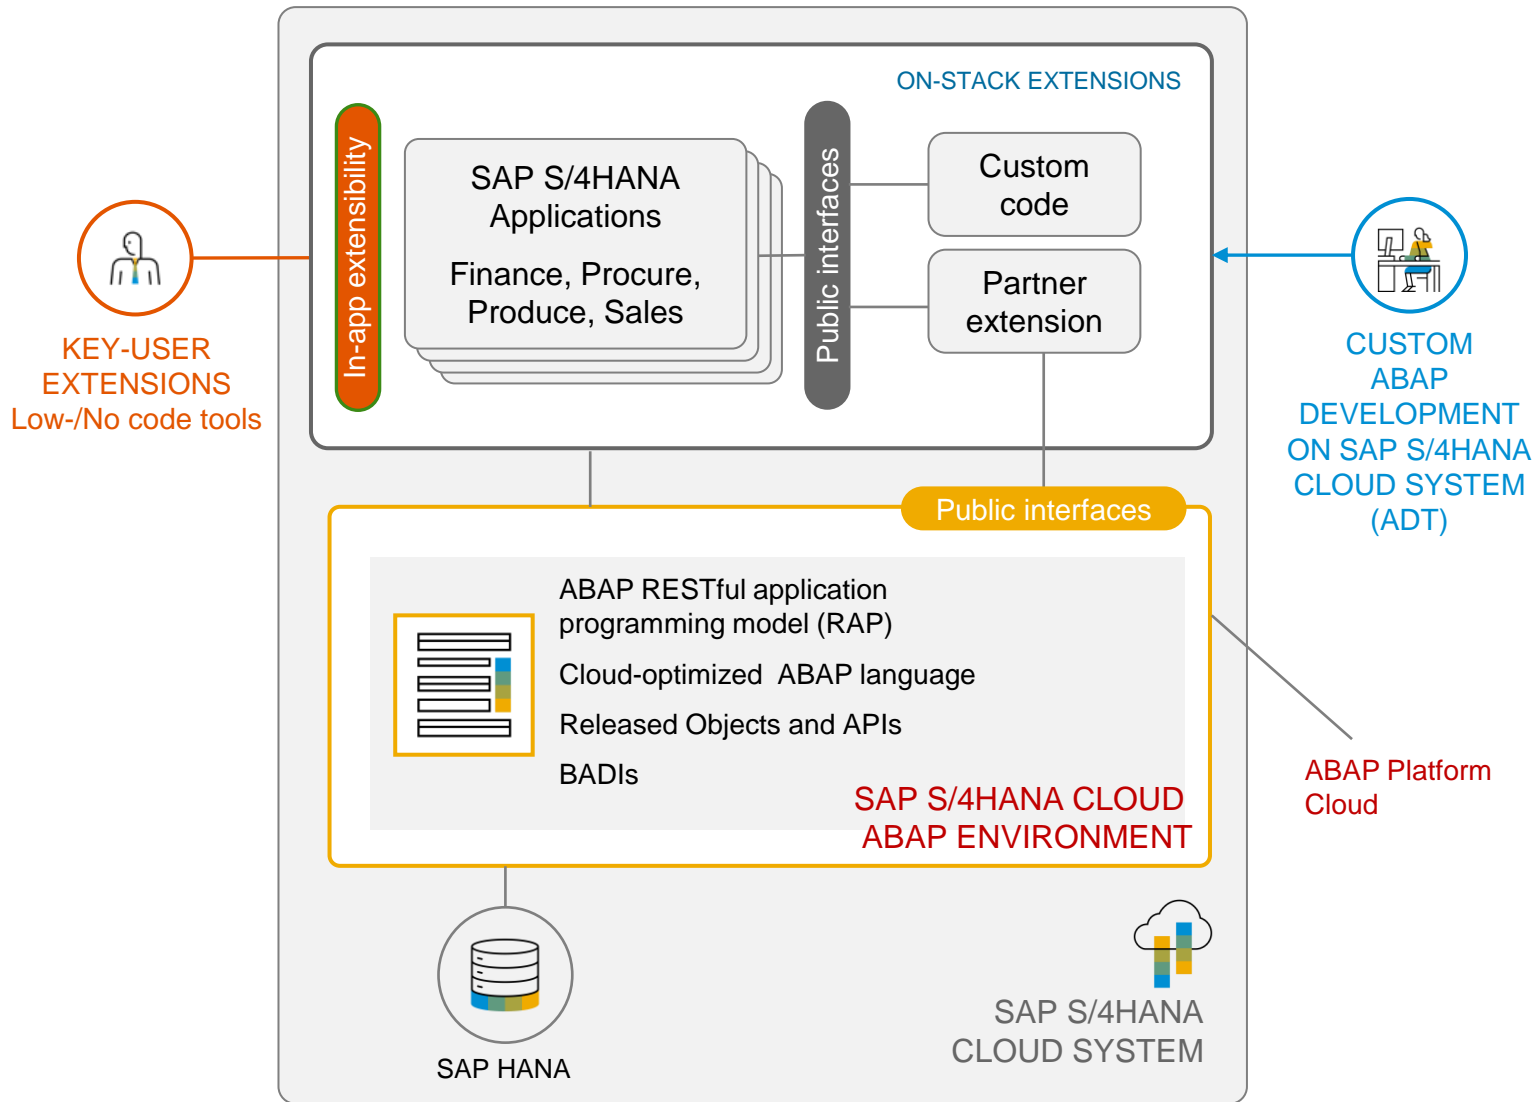 ON-STACK EXTENSIONS
In-app extensibility
SAP S/4HANA
Applications
Finance, Procure,
Produce, Sales
Public interfaces
Custom
code
Partner
extension
KEY-USER
EXTENSIONS
Low-/No code tools
CUSTOM
ABAP
DEVELOPMENT
ON SAP S/4HANA
CLOUD SYSTEM
(ADT)
Public interfaces
ABAP RESTful application
programming model (RAP)
Cloud-optimized ABAP language
Released Objects and APIs
BADIs
SAP S/4HANA CLOUD
ABAP ENVIRONMENT
ABAP Platform
Cloud
SAP HANA
SAP S/4HANA
CLOUD SYSTEM